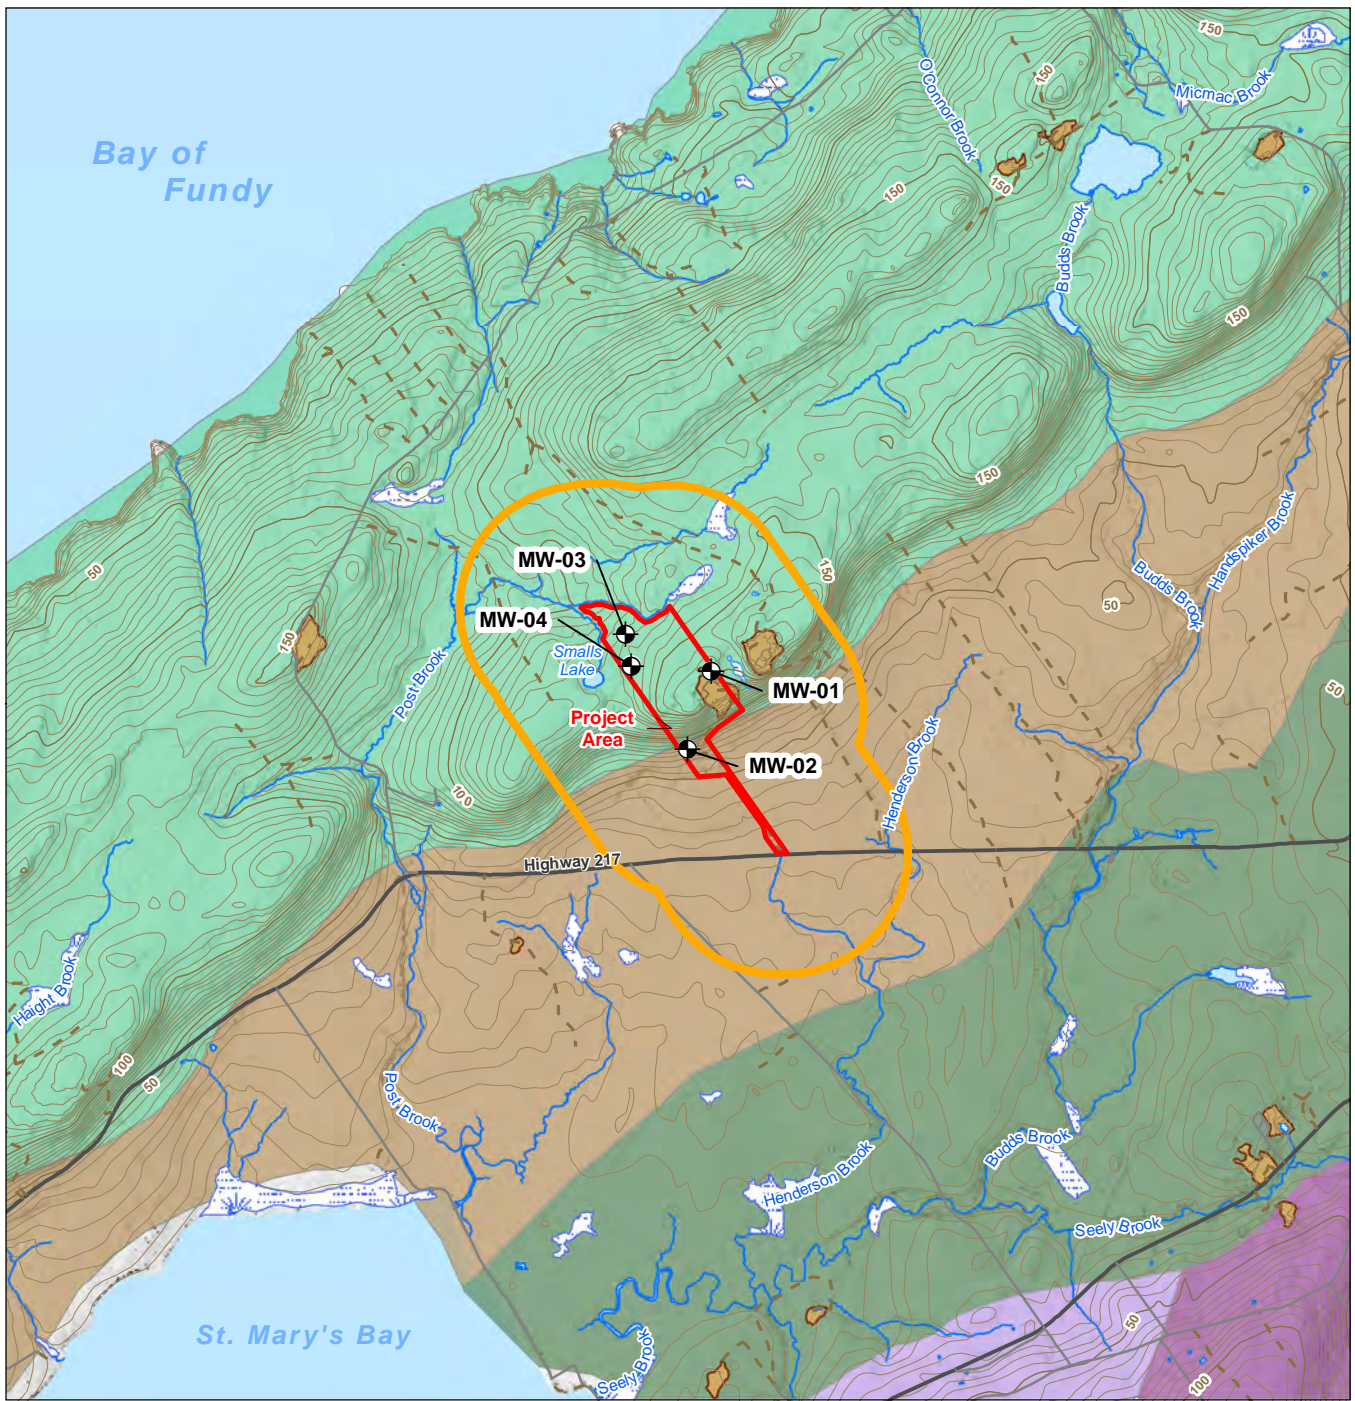 150
Micmac Brook
O'Connor Brook
150
Bay of
Fundy
150
150
Budds Brook
150
150
50
MW-03
150
Budds Brook
Handspiker Brook
50
MW-04
150
Smalls
Lake
Post Brook
MW-01
50
Project
Area
MW-02
Henderson Brook
100
Highway 217
Haight Brook
100
50
Post Brook
Budds Brook
Henderson Brook
Seely Brook
St. Mary's Bay
50
Seely Brook
100